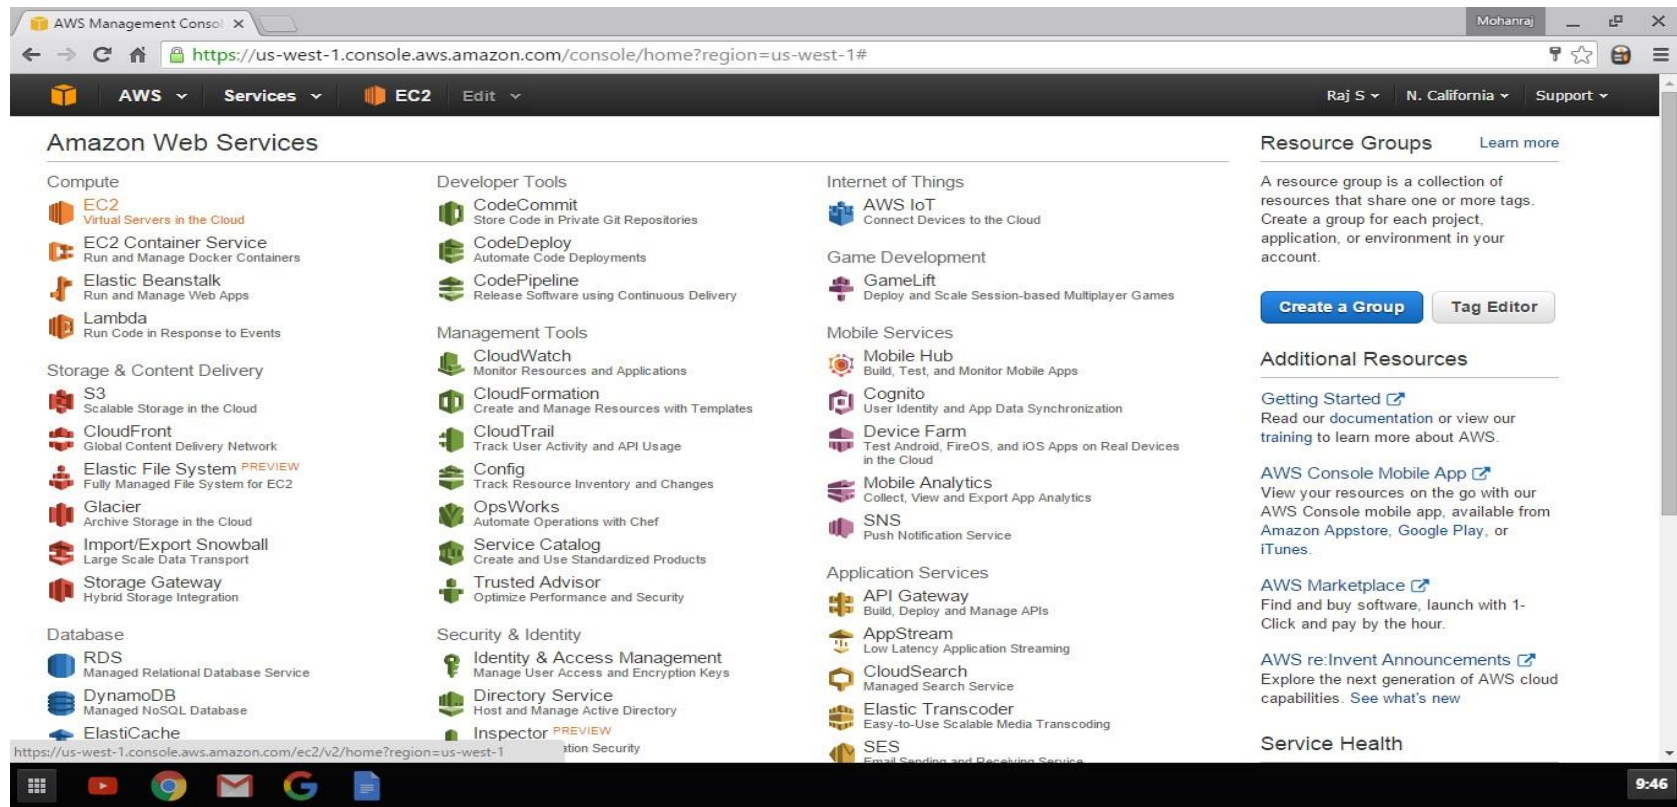 AWS Management Consol
Mohanraj
https://us-west-1.console.aws.amazon.com/console/home?region=us-west-1#
AWS Services EC2 Edit Raj S N. California Support
Amazon Web Services
Compute
EC2
Virtual Servers in the Cloud
EC2 Container Service
Run and Manage Docker Containers
Elastic Beanstalk
Run and Manage Web Apps
Lambda
Run Code in Response to Events
Storage & Content Delivery
S3
Scalable Storage in the Cloud
CloudFront
Global Content Delivery Network
Elastic File System PREVIEW
Fully Managed File System for EC2
Glacier
Archive Storage in the Cloud
Import/Export Snowball
Large Scale Data Transport
Storage Gateway
Hybrid Storage Integration
Database
RDS
Managed Relational Database Service
DynamoDB
Managed NoSQL Database
ElastiCache
https://us-west-1.console.aws.amazon.com/ec2/v2/home?region=us-west-1
Developer Tools
CodeCommit
Store Code in Private Git Repositories
CodeDeploy
Automate Code Deployments
CodePipeline
Release Software using Continuous Delivery
Management Tools
CloudWatch
Monitor Resources and Applications
CloudFormation
Create and Manage Resources with Templates
CloudTrail
Track User Activity and API Usage
Config
Track Resource Inventory and Changes
OpsWorks
Automate Operations with Chef
Service Catalog
Create and Use Standardized Products
Trusted Advisor
Optimize Performance and Security
Security & Identity
Identity & Access Management
Manage User Access and Encryption Keys
Directory Service
Host and Manage Active Directory
Inspector PREVIEW
ation Security
Internet of Things
AWS IoT
Connect Devices to the Cloud
Game Development
GameLift
Deploy and Scale Session-based Multiplayer Games
Mobile Services
Mobile Hub
Build, Test, and Monitor Mobile Apps
Cognito
User Identity and App Data Synchronization
Device Farm
Test Android, FireOS, and iOS Apps on Real Devices
in the Cloud
Mobile Analytics
Collect, View and Export App Analytics
SNS
Push Notification Service
Application Services
API Gateway
Build, Deploy and Manage APIs
AppStream
Low Latency Application Streaming
CloudSearch
Managed Search Service
Elastic Transcoder
Easy-to-Use Scalable Media Transcoding
SES
Email Sending and Receiving Service
Resource Groups Learn more
A resource group is a collection of
resources that share one or more tags.
Create a group for each project,
application, or environment in your
account.
Create a Group Tag Editor
Additional Resources
Getting Started
Read our documentation or view our
training to learn more about AWS.
AWS Console Mobile App
View your resources on the go with our
AWS Console mobile app, available from
Amazon Appstore, Google Play, or
iTunes.
AWS Marketplace
Find and buy software, launch with 1-
Click and pay by the hour.
AWS re:Invent Announcements
Explore the next generation of AWS cloud
capabilities. See what's new
Service Health
9:46